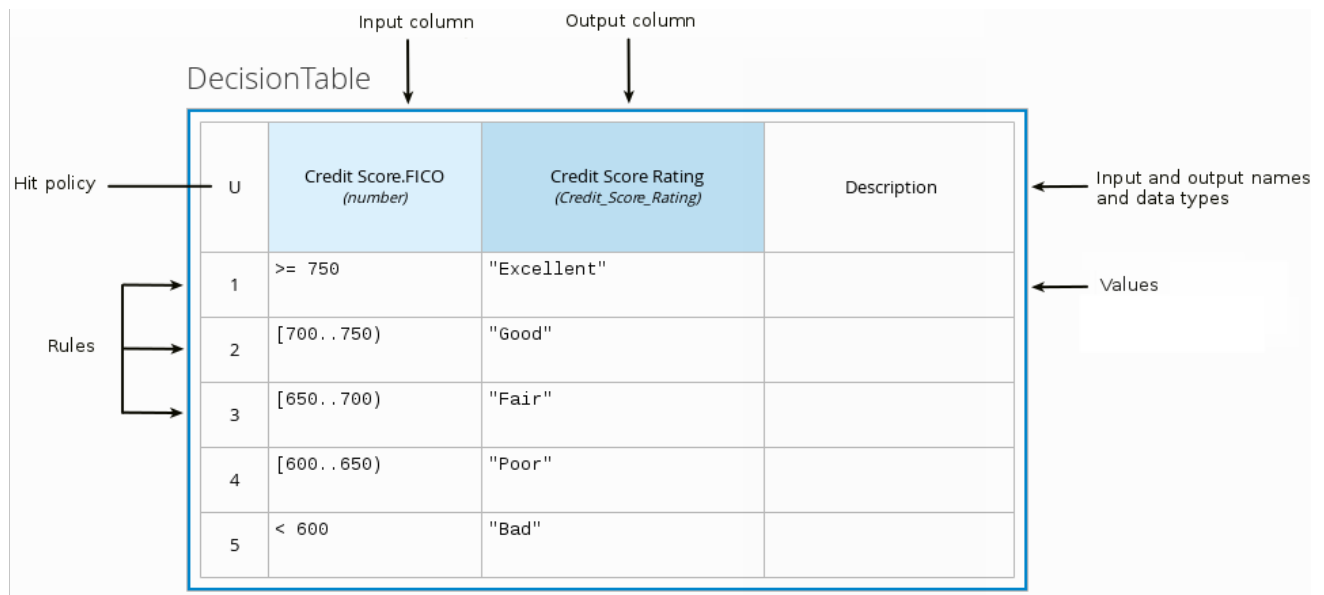 Input column
Output column
DecisionTable
Hit policy
U
Credit Score.FICO
(number)
Credit Score Rating
(Credit_Score_Rating)
Description
Input and output names
and data types
1
>= 750
"Excellent"
Values
Rules
2
[700..750)
"Good"
3
[650..700)
"Fair"
4
[600..650)
"Poor"
5
< 600
"Bad"